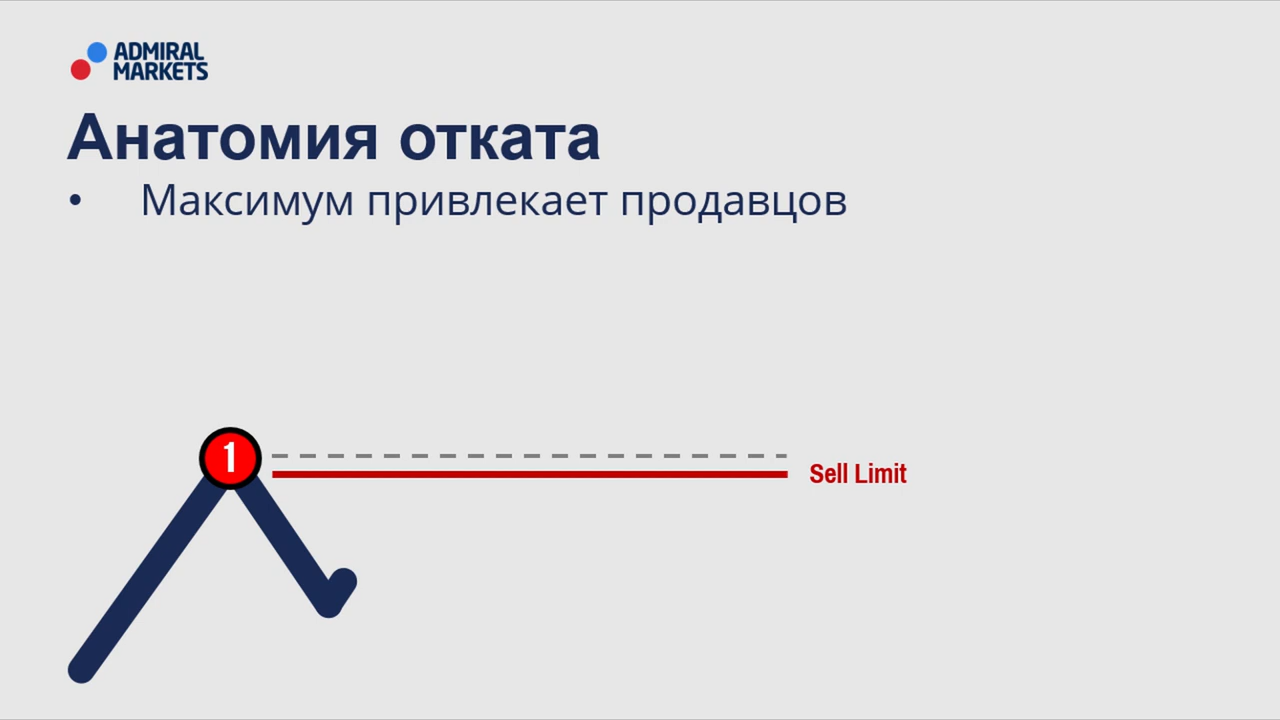 ADMIRAL
MARKETS
Анатомия отката
• Максимум привлекает продавцов
1
Sell Limit